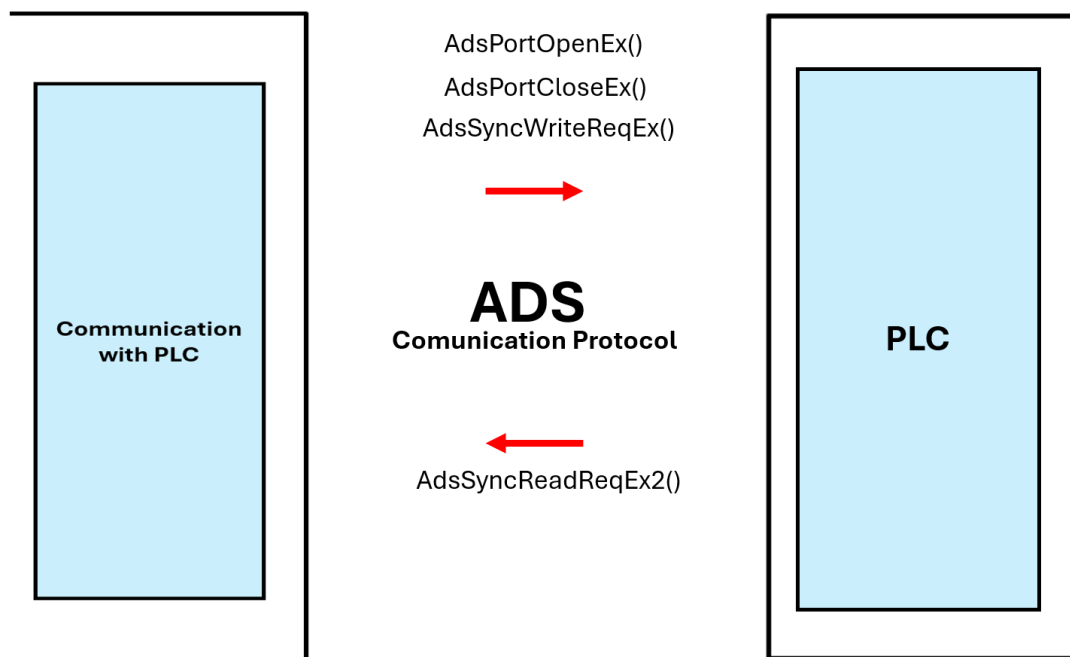 AdsPortOpenEx()
AdsPortCloseEx()
AdsSyncWriteReqEx()
Communication
with PLC
ADS
Comunication Protocol
PLC
AdsSyncReadReqEx2()